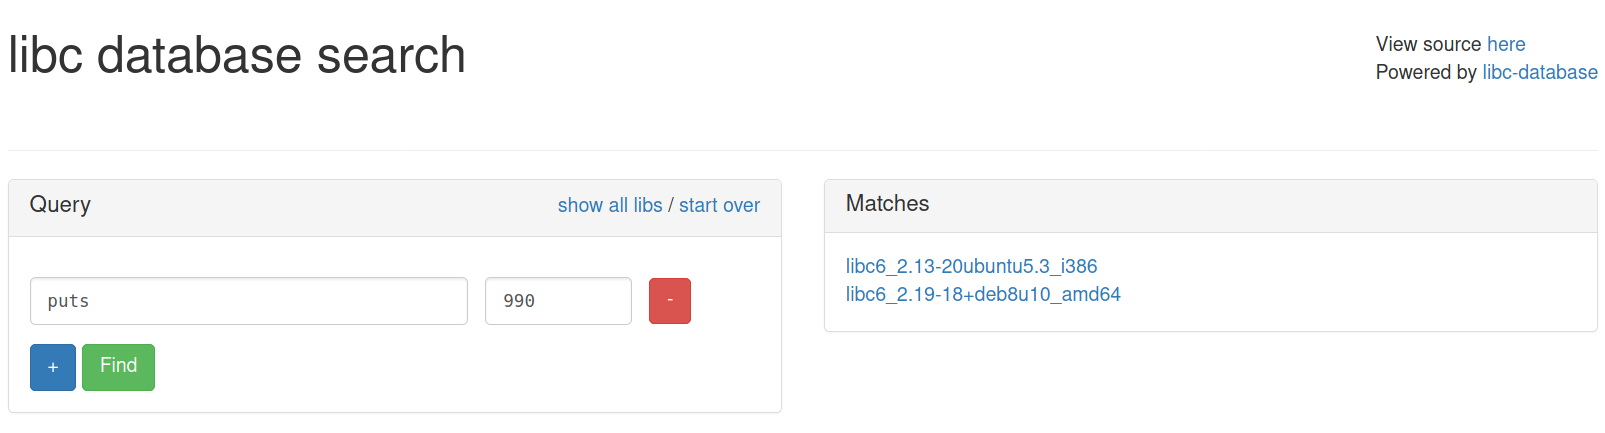 libc database search
View source here
Powered by libc-database
Query
show all libs / start over
puts
990
-
+
Find
Matches
libc6_2.13-20ubuntu5.3_i386
libc6_2.19-18+deb8u10_amd64